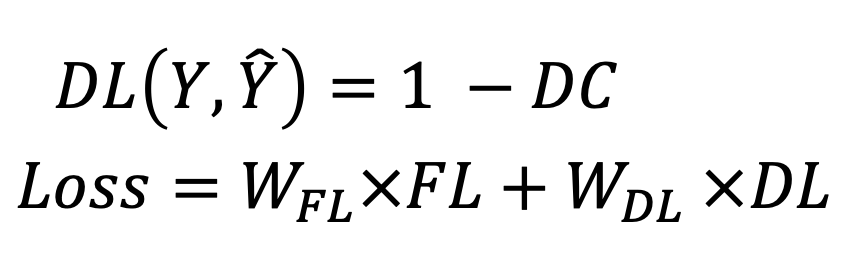 DL(Y, Ŷ) = 1 − DC
Loss = W_FL × FL + W_DL × DL